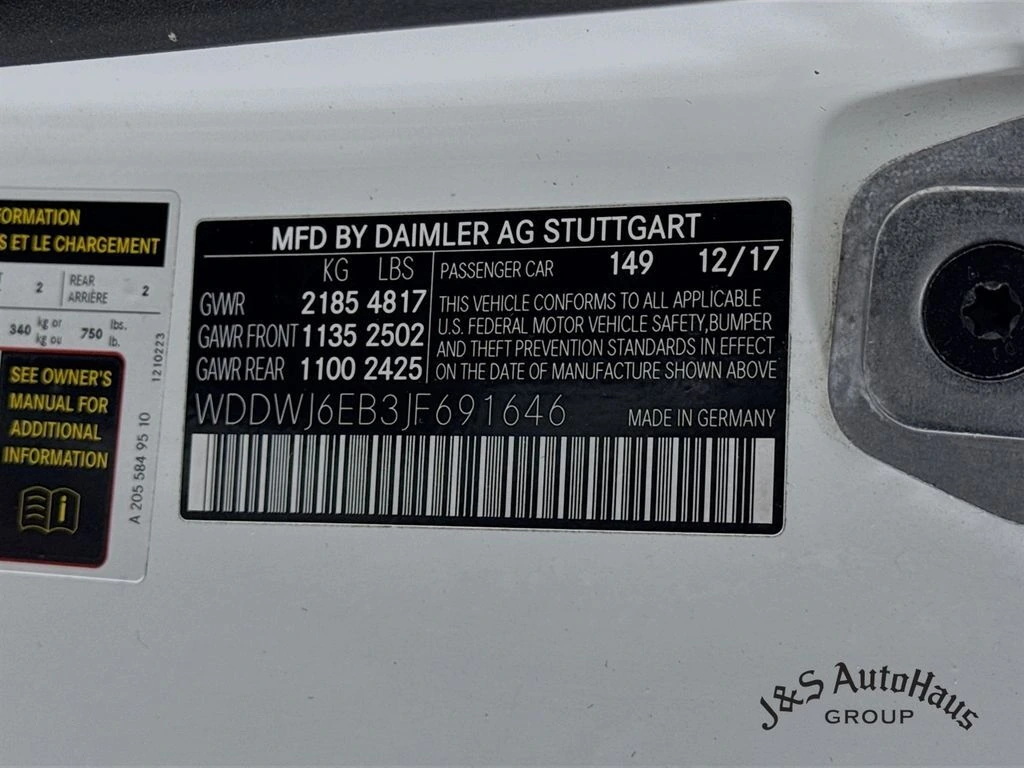 FORMATION
S ET LE CHARGEMENT
2 REAR ARRIÈRE 2
340 kg or kg ou 750 lbs. lb.
SEE OWNER'S
MANUAL FOR
ADDITIONAL
INFORMATION
i
A 205 584 95 10
1210223
MFD BY DAIMLER AG STUTTGART
KG LBS
GVWR 2185 4817
GAWR FRONT 1135 2502
GAWR REAR 1100 2425
PASSENGER CAR 149 12/17
THIS VEHICLE CONFORMS TO ALL APPLICABLE
U.S. FEDERAL MOTOR VEHICLE SAFETY,BUMPER
AND THEFT PREVENTION STANDARDS IN EFFECT
ON THE DATE OF MANUFACTURE SHOWN ABOVE
WDDWJ6EB3JF691646 MADE IN GERMANY
J&S AutoHaus
GROUP